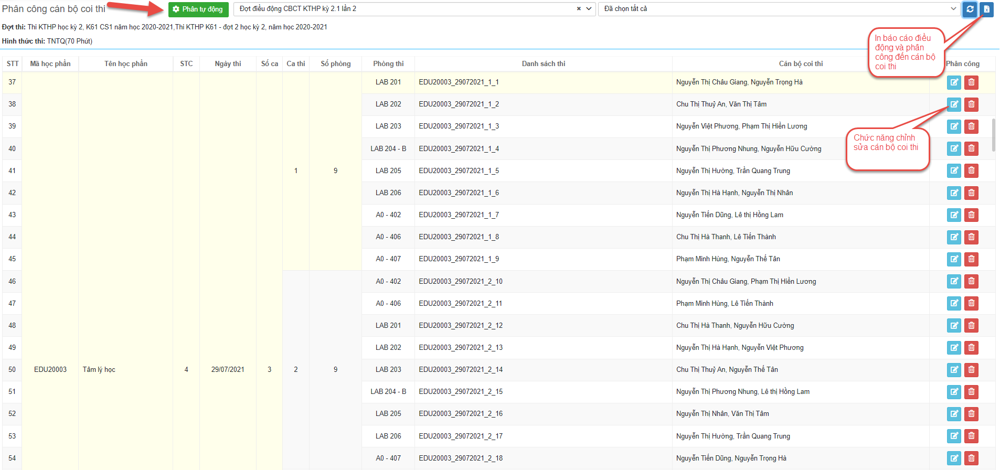 Phân công cán bộ coi thi
Phân tự động
Đợt điều động CBCT KTHP kỳ 2.1 lần 2
Đã chọn tất cả
Đợt thi: Thi KTHP học kỳ 2, K61 CS1 năm học 2020-2021,Thi KTHP K61 - đợt 2 học kỳ 2, năm học 2020-2021
Hình thức thi: TNTQ(70 Phút)
In báo cáo điều
động và phân
công đến cán bộ
coi thi
STT Mã học phần Tên học phần STC Ngày thi Số ca Ca thi Số phòng Phòng thi Danh sách thi Cán bộ coi thi Phân công
37 LAB 201 EDU20003_29072021_1_1 Nguyễn Thị Châu Giang, Nguyễn Trọng Hà
38 LAB 202 EDU20003_29072021_1_2 Chu Thị Thuỷ An, Văn Thị Tâm
39 LAB 203 EDU20003_29072021_1_3 Nguyễn Việt Phương, Phạm Thị Hiền Lương
Chức năng chỉnh
sửa cán bộ coi thi
40 LAB 204 - B EDU20003_29072021_1_4 Nguyễn Thị Phương Nhung, Nguyễn Hữu Cường
41 1 9 LAB 205 EDU20003_29072021_1_5 Nguyễn Thị Hường, Trần Quang Trung
42 LAB 206 EDU20003_29072021_1_6 Nguyễn Thị Hà Hạnh, Nguyễn Thị Nhân
43 A0 - 402 EDU20003_29072021_1_7 Nguyễn Tiến Dũng, Lê thị Hồng Lam
44 A0 - 406 EDU20003_29072021_1_8 Chu Thị Hà Thanh, Lê Tiến Thành
45 A0 - 407 EDU20003_29072021_1_9 Phạm Minh Hùng, Nguyễn Thế Tân
46 A0 - 402 EDU20003_29072021_2_10 Nguyễn Thị Châu Giang, Phạm Thị Hiền Lương
47 A0 - 406 EDU20003_29072021_2_11 Phạm Minh Hùng, Lê Tiến Thành
48 LAB 201 EDU20003_29072021_2_12 Chu Thị Hà Thanh, Nguyễn Hữu Cường
49 LAB 202 EDU20003_29072021_2_13 Nguyễn Thị Hà Hạnh, Nguyễn Việt Phương
50 EDU20003 Tâm lý học 4 29/07/2021 3 2 9 LAB 203 EDU20003_29072021_2_14 Chu Thị Thuỷ An, Nguyễn Thế Tân
51 LAB 204 - B EDU20003_29072021_2_15 Nguyễn Thị Phương Nhung, Lê thị Hồng Lam
52 LAB 205 EDU20003_29072021_2_16 Nguyễn Thị Nhân, Văn Thị Tâm
53 LAB 206 EDU20003_29072021_2_17 Nguyễn Thị Hường, Trần Quang Trung
54 A0 - 407 EDU20003_29072021_2_18 Nguyễn Tiến Dũng, Nguyễn Trọng Hà